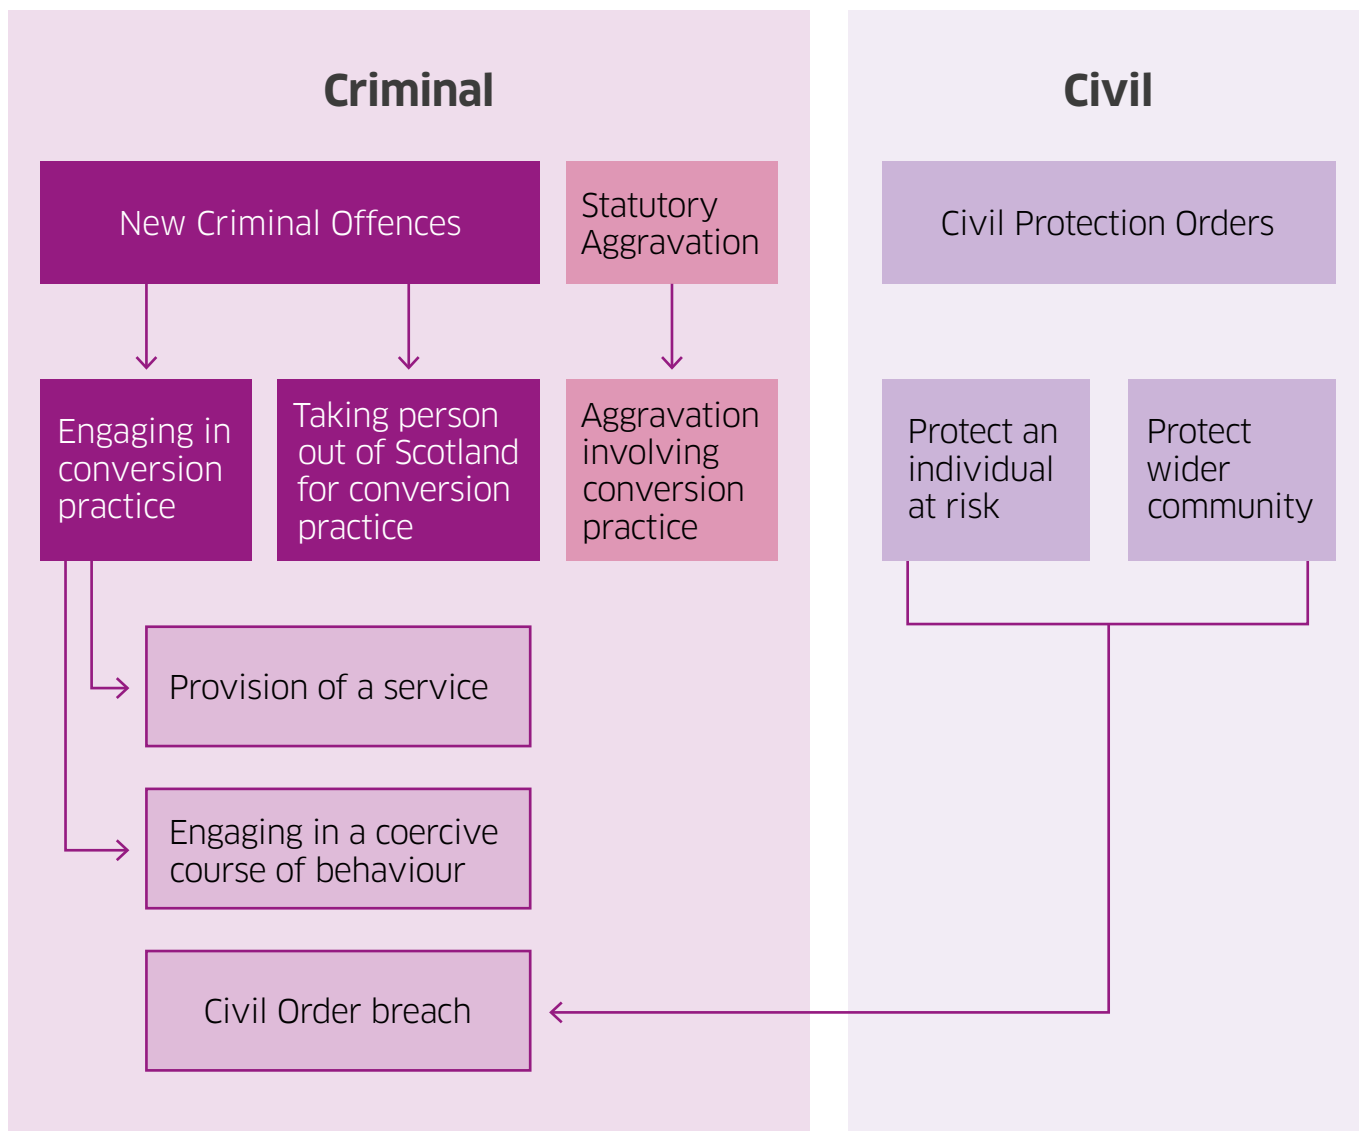 Criminal
Civil
New Criminal Offences
Statutory
Aggravation
Civil Protection Orders
Engaging in
conversion
practice
Taking person
out of Scotland
for conversion
practice
Aggravation
involving
conversion
practice
Protect an
individual
at risk
Protect
wider
community
Provision of a service
Engaging in a coercive
course of behaviour
Civil Order breach